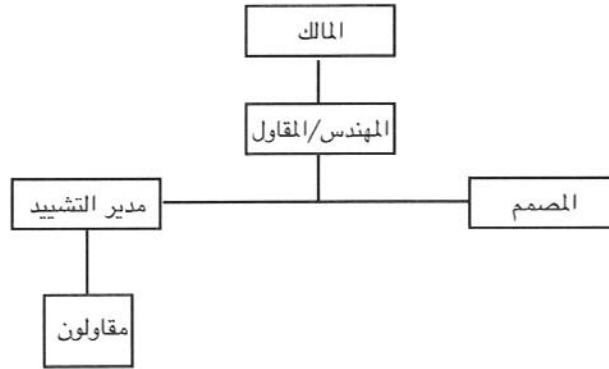 المالك
المهندس/المقاول
المصمم
مدير التشييد
مقاولون